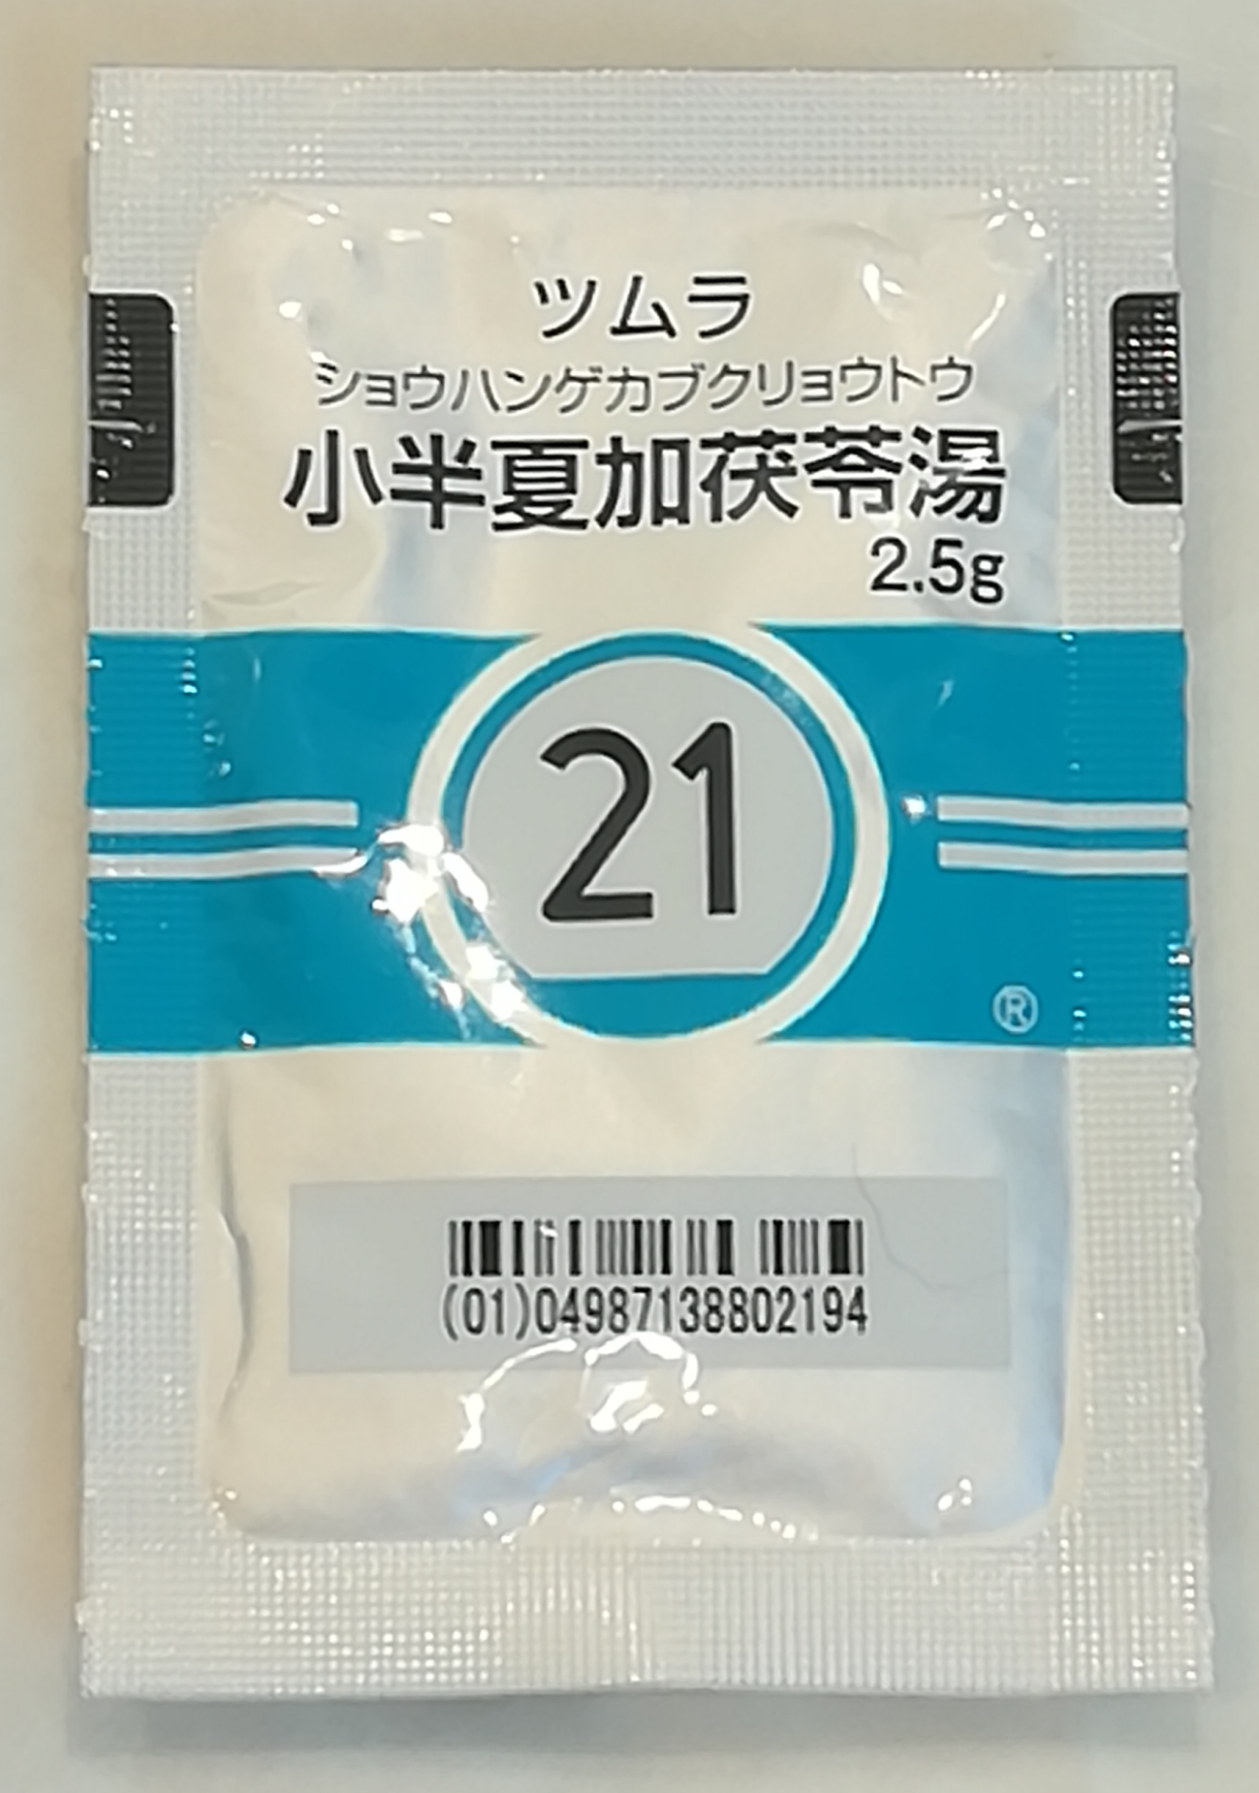 ツムラ
ショウハンゲカブクリョウトウ
小半夏加茯苓湯
2.5g
21
®
(01)04987138802194